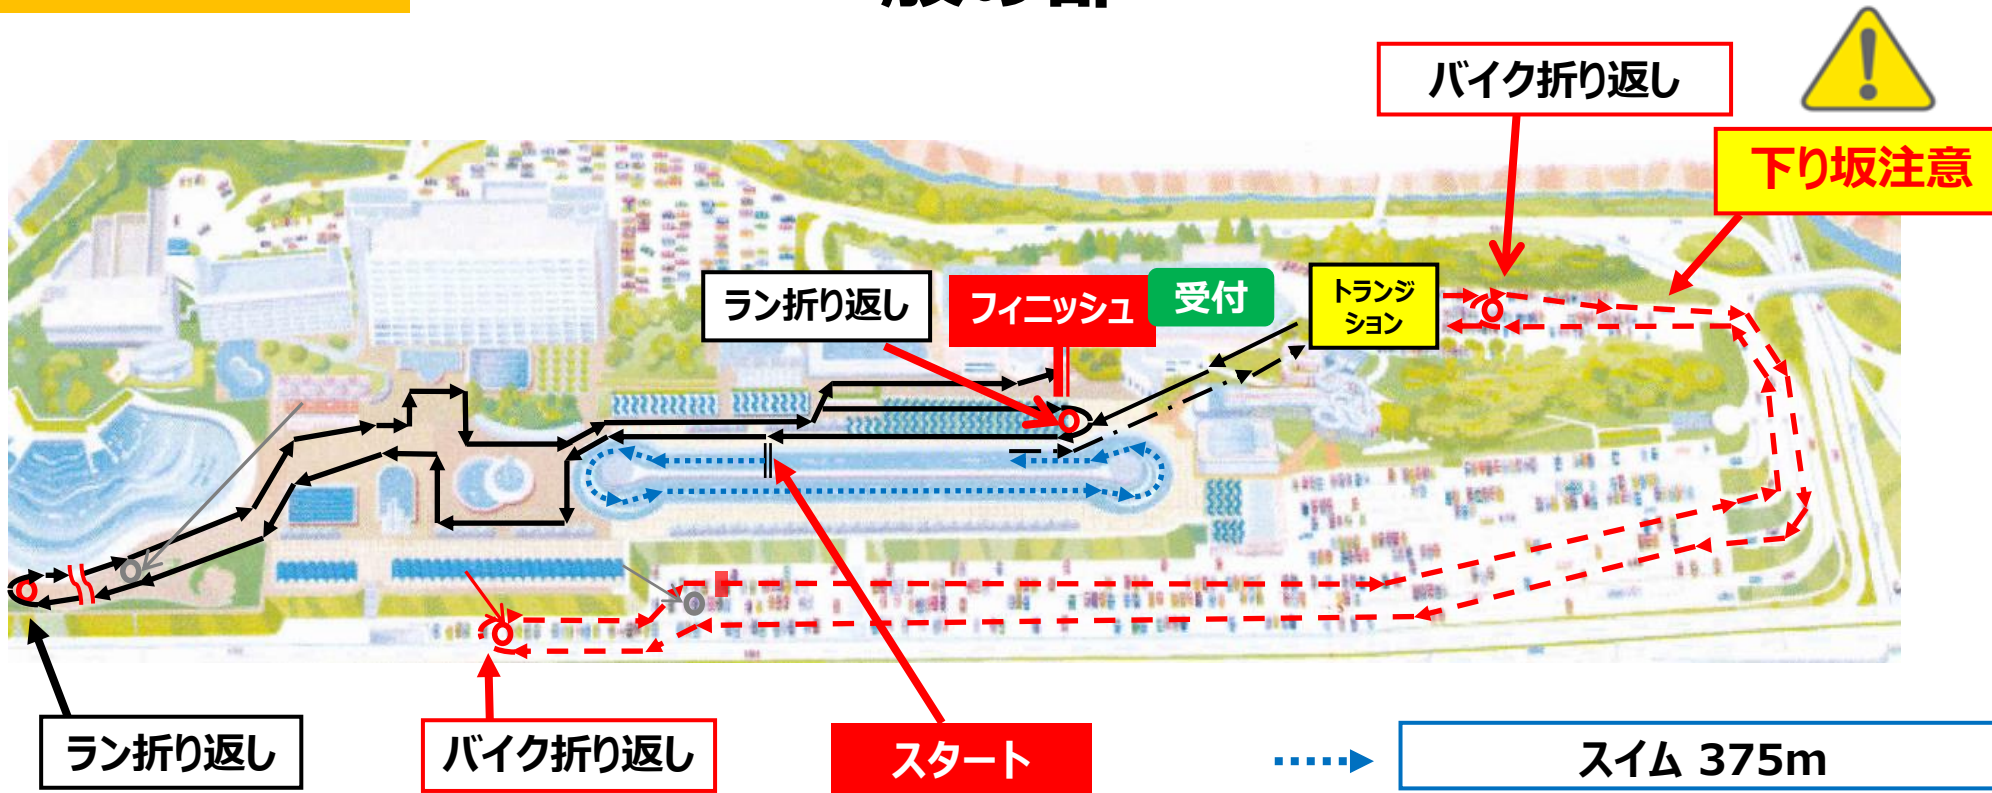 バイク折り返し
下り坂注意
ラン折り返し
フィニッシュ
受付
トランジ
ション
ラン折り返し
バイク折り返し
スタート
スイム 375m